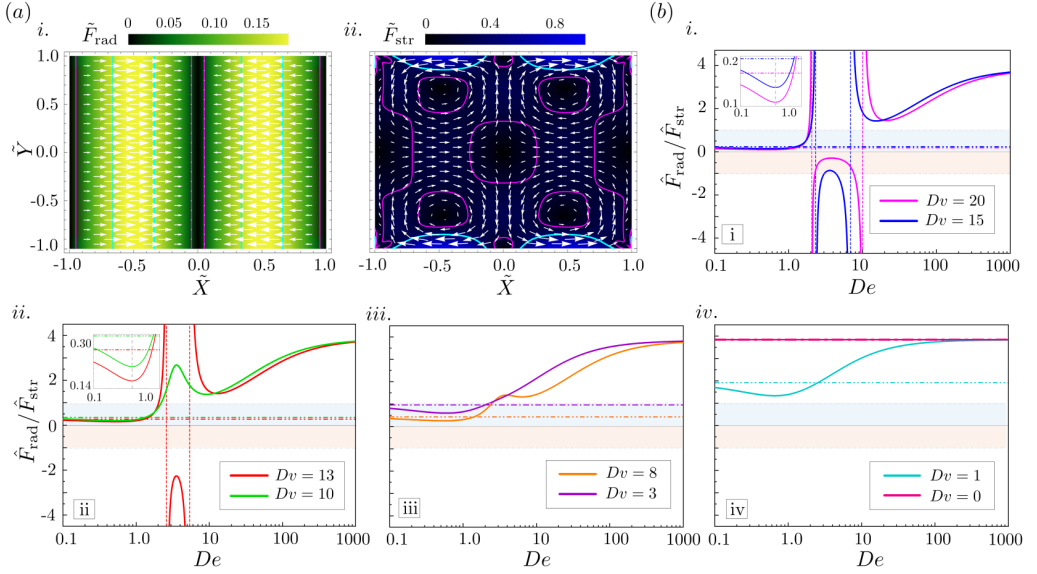 (a)
i.
F̃rad
0 0.05 0.10 0.15
1.0
0.5
0.0
-0.5
-1.0
Ỹ
-1.0 -0.5 0.0 0.5 1.0
X̃
ii.
F̃str
0 0.4 0.8
-1.0 -0.5 0.0 0.5 1.0
X̃
(b)
i.
F̂rad/F̂str
4
2
0
-2
-4
0.2
0.1
0.1 1.0
Dv = 20
Dv = 15
i
0.1 1.0 10 100 1000
De
ii.
F̂rad/F̂str
4
2
0
-2
-4
0.30
0.14
0.1 1.0
Dv = 13
Dv = 10
ii
0.1 1.0 10 100 1000
De
iii.
Dv = 8
Dv = 3
iii
0.1 1.0 10 100 1000
De
iv.
Dv = 1
Dv = 0
iv
0.1 1.0 10 100 1000
De